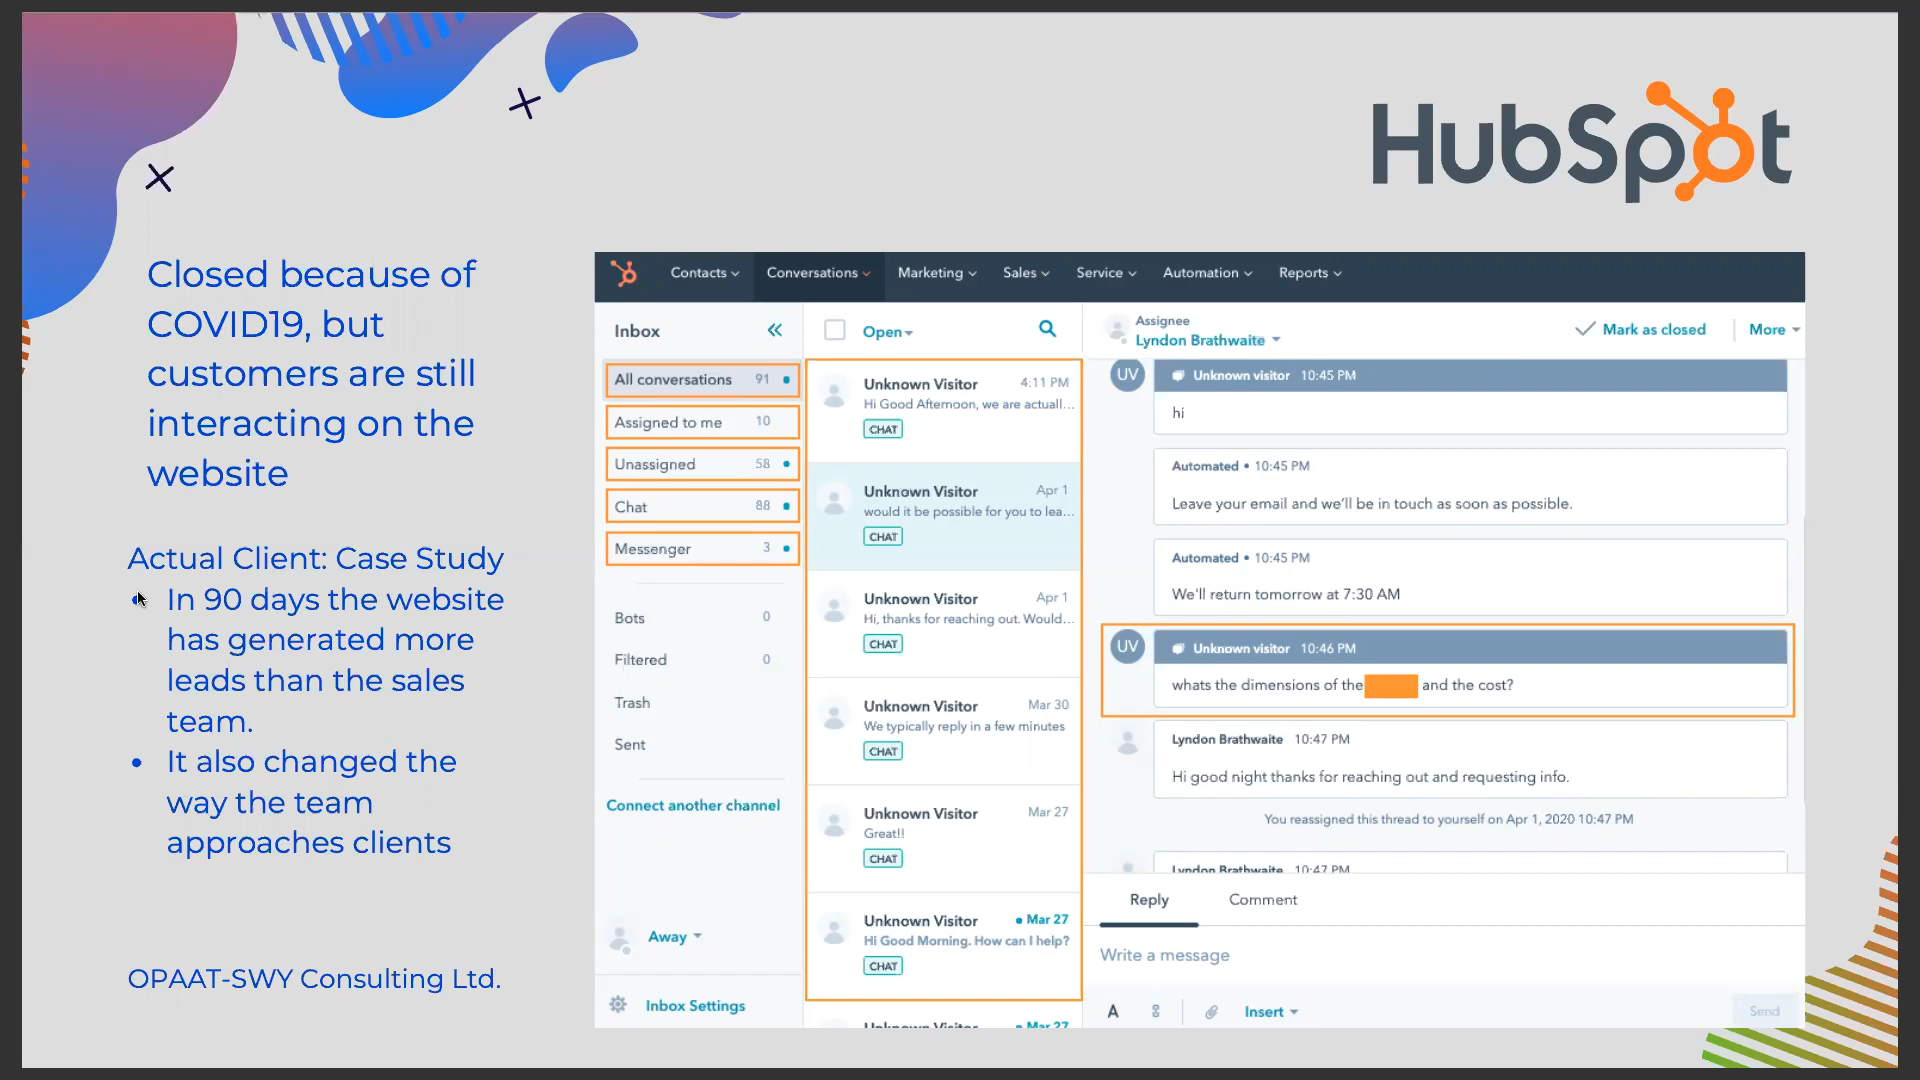 HubSpot
Closed because of
COVID19, but
customers are still
interacting on the
website
Actual Client: Case Study
• In 90 days the website
has generated more
leads than the sales
team.
• It also changed the
way the team
approaches clients
OPAAT-SWY Consulting Ltd.
Contacts Conversations Marketing Sales Service Automation Reports
Inbox
All conversations 91
Assigned to me 10
Unassigned 58
Chat 88
Messenger 3
Bots 0
Filtered 0
Trash
Sent
Connect another channel
Away
Inbox Settings
Open
Unknown Visitor 4:11 PM
Hi Good Afternoon, we are actuall...
CHAT
Unknown Visitor Apr 1
would it be possible for you to lea...
CHAT
Unknown Visitor Apr 1
Hi, thanks for reaching out. Would...
CHAT
Unknown Visitor Mar 30
We typically reply in a few minutes
CHAT
Unknown Visitor Mar 27
Great!!
CHAT
Unknown Visitor • Mar 27
Hi Good Morning. How can I help?
CHAT
Unknown Visitor • Mar 27
Assignee
Lyndon Brathwaite
Mark as closed
More
UV
Unknown visitor 10:45 PM
hi
Automated • 10:45 PM
Leave your email and we'll be in touch as soon as possible.
Automated • 10:45 PM
We'll return tomorrow at 7:30 AM
UV
Unknown visitor 10:46 PM
whats the dimensions of the and the cost?
Lyndon Brathwaite 10:47 PM
Hi good night thanks for reaching out and requesting info.
You reassigned this thread to yourself on Apr 1, 2020 10:47 PM
Lyndon Brathwaite 10:47 PM
Reply Comment
Write a message
A Insert Send